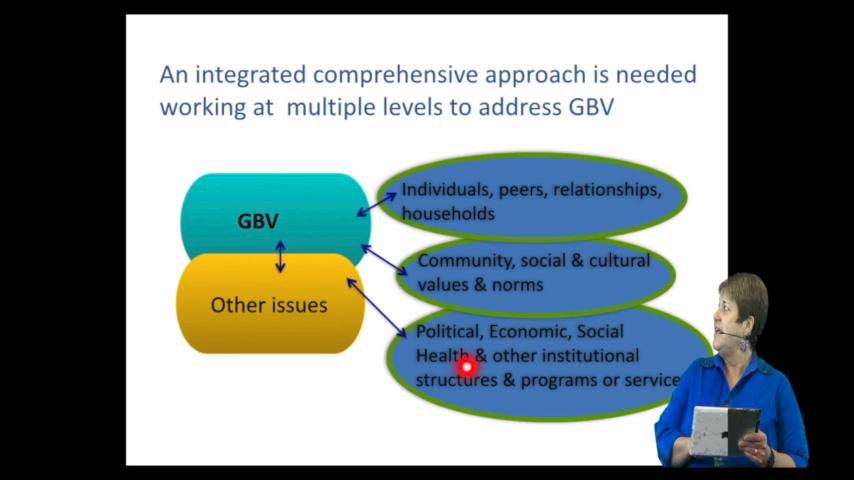 An integrated comprehensive approach is needed
working at multiple levels to address GBV
GBV
Other issues
Individuals, peers, relationships,
households
Community, social & cultural
values & norms
Political, Economic, Social
Health & other institutional
structures & programs or service